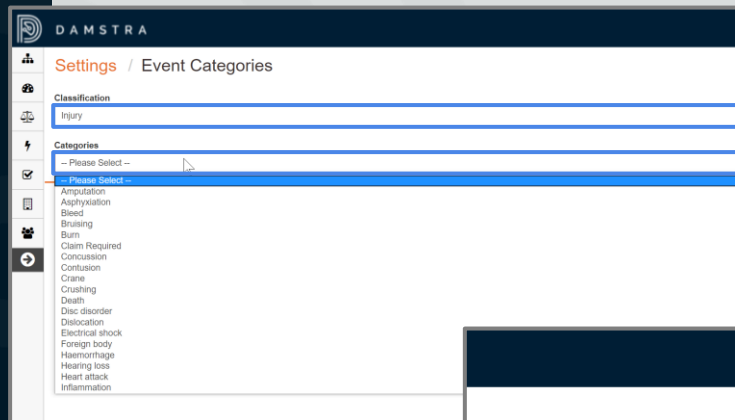 DAMSTRA
Settings / Event Categories
Classification
Injury
Categories
-- Please Select --
-- Please Select --
Amputation
Asphyxiation
Bleed
Bruising
Burn
Claim Required
Concussion
Contusion
Crane
Crushing
Death
Disc disorder
Dislocation
Electrical shock
Foreign body
Haemorrhage
Hearing loss
Heart attack
Inflammation